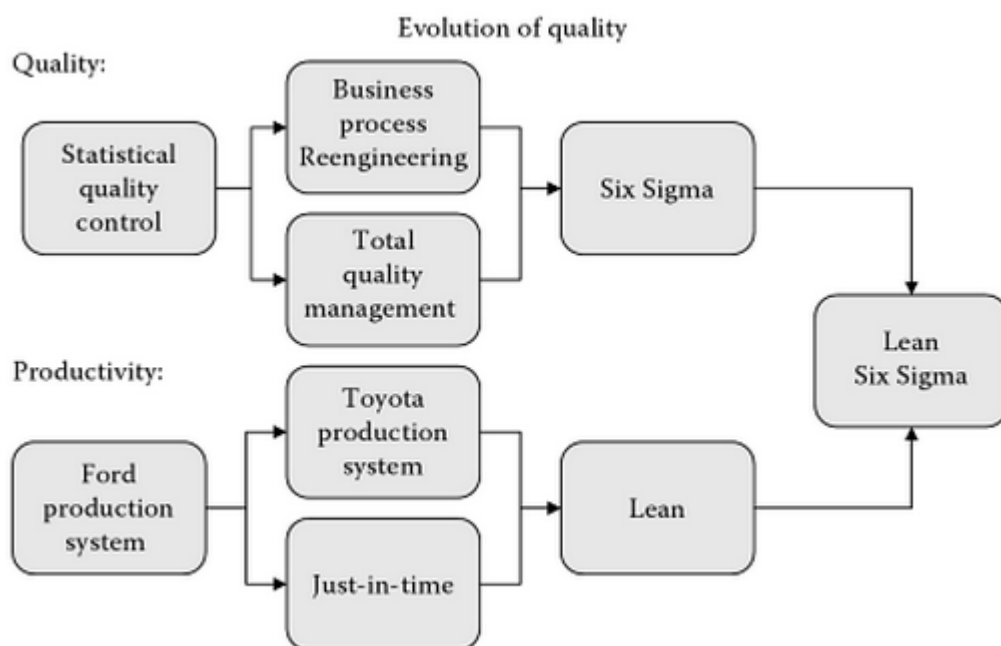 Evolution of quality
Quality:
Statistical
quality
control
Business
process
Reengineering
Total
quality
management
Six Sigma
Lean
Six Sigma
Productivity:
Ford
production
system
Toyota
production
system
Just-in-time
Lean